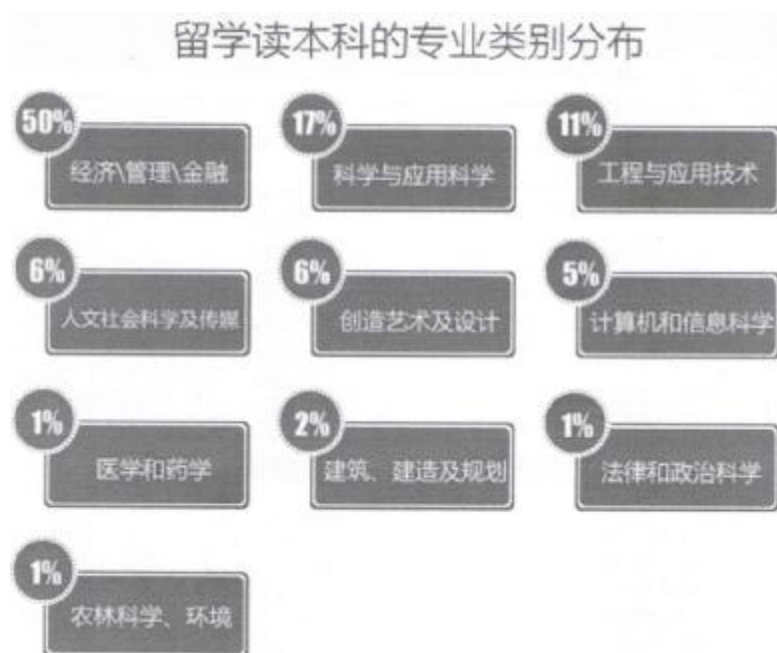 留学读本科的专业类别分布
50%
经济\管理\金融
17%
科学与应用科学
11%
工程与应用技术
6%
人文社会科学及传媒
6%
创造艺术及设计
5%
计算机和信息科学
1%
医学和药学
2%
建筑、建造及规划
1%
法律和政治科学
1%
农林科学、环境